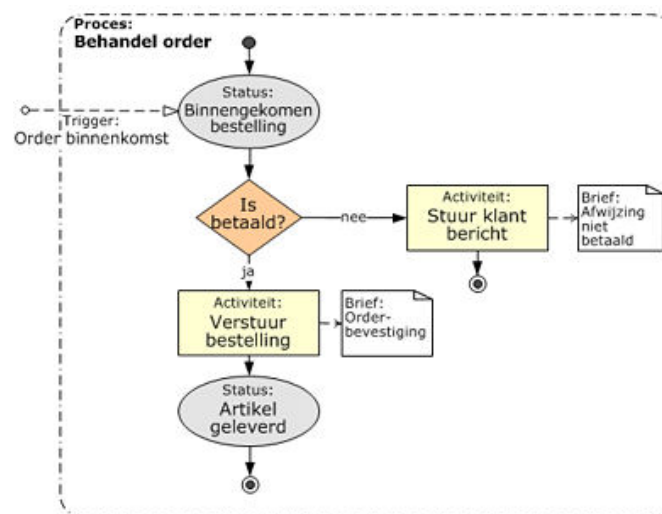 Proces:
Behandel order
Status:
Binnengekomen
bestelling
Trigger:
Order binnenkomst
Is
betaald?
nee
Activiteit:
Stuur klant
bericht
Brief:
Afwijzing
niet
betaald
ja
Activiteit:
Verstuur
bestelling
Brief:
Order-
bevestiging
Status:
Artikel
geleverd